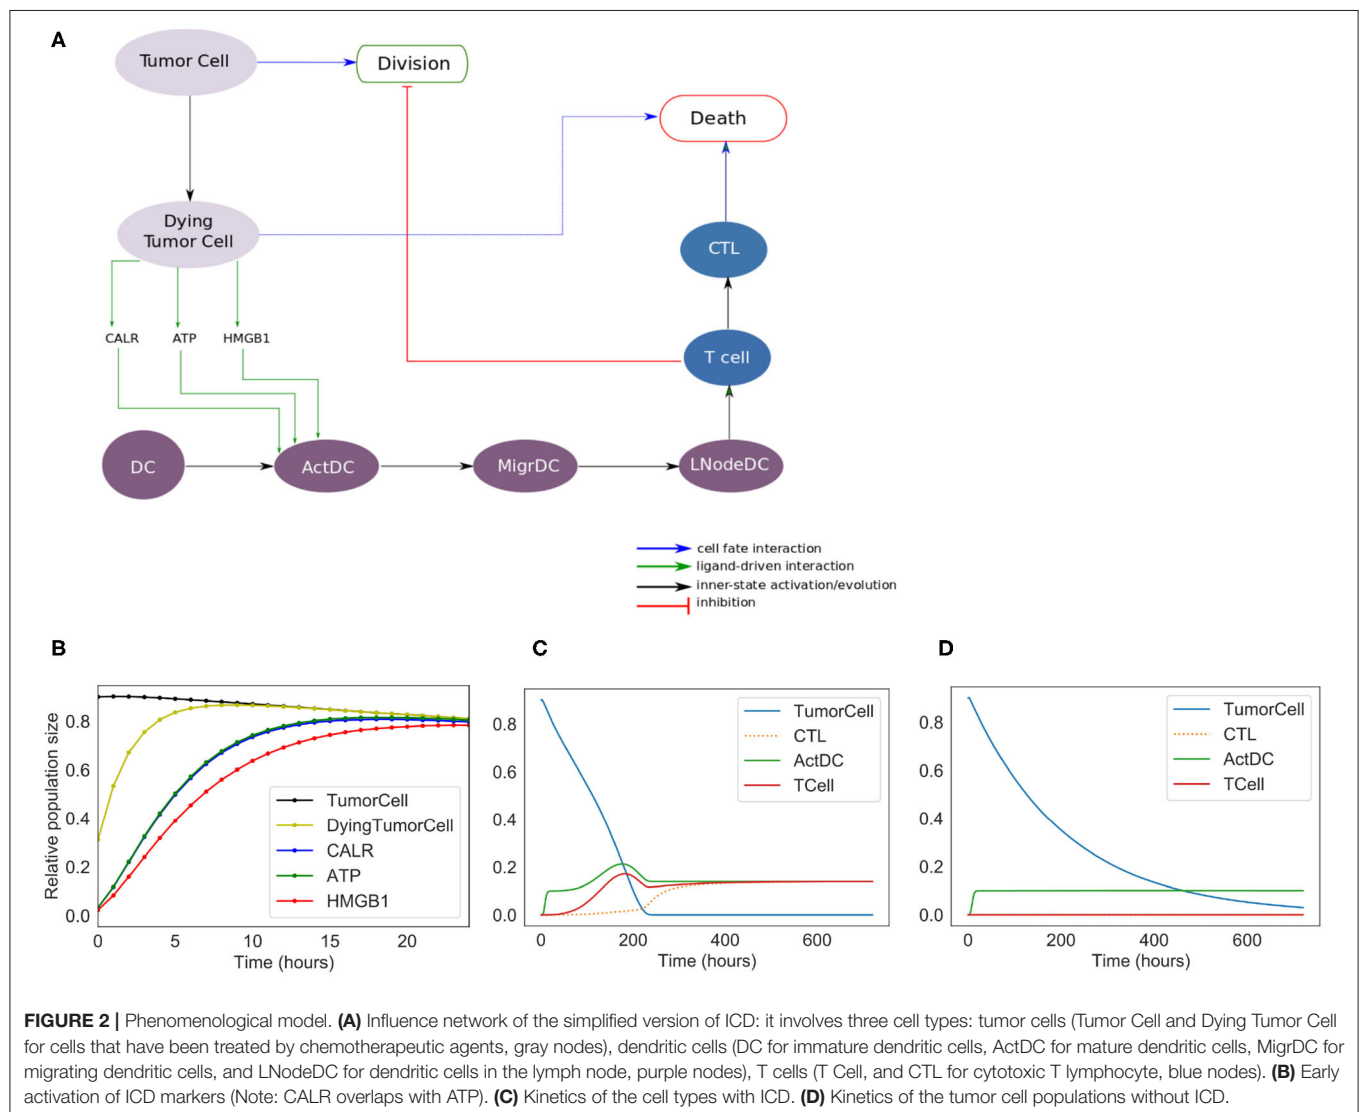 A
Tumor Cell
Division
Death
Dying
Tumor Cell
CTL
CALR
ATP
HMGB1
T cell
DC
ActDC
MigrDC
LNodeDC
cell fate interaction
ligand-driven interaction
inner-state activation/evolution
inhibition
B
Relative population size
0.8
0.6
0.4
0.2
0.0
TumorCell
DyingTumorCell
CALR
ATP
HMGB1
0 5 10 15 20
Time (hours)
C
0.8
0.6
0.4
0.2
0.0
TumorCell
CTL
ActDC
TCell
0 200 400 600
Time (hours)
D
0.8
0.6
0.4
0.2
0.0
TumorCell
CTL
ActDC
TCell
0 200 400 600
Time (hours)
FIGURE 2 | Phenomenological model. (A) Influence network of the simplified version of ICD: it involves three cell types: tumor cells (Tumor Cell and Dying Tumor Cell
for cells that have been treated by chemotherapeutic agents, gray nodes), dendritic cells (DC for immature dendritic cells, ActDC for mature dendritic cells, MigrDC for
migrating dendritic cells, and LNodeDC for dendritic cells in the lymph node, purple nodes), T cells (T Cell, and CTL for cytotoxic T lymphocyte, blue nodes). (B) Early
activation of ICD markers (Note: CALR overlaps with ATP). (C) Kinetics of the cell types with ICD. (D) Kinetics of the tumor cell populations without ICD.